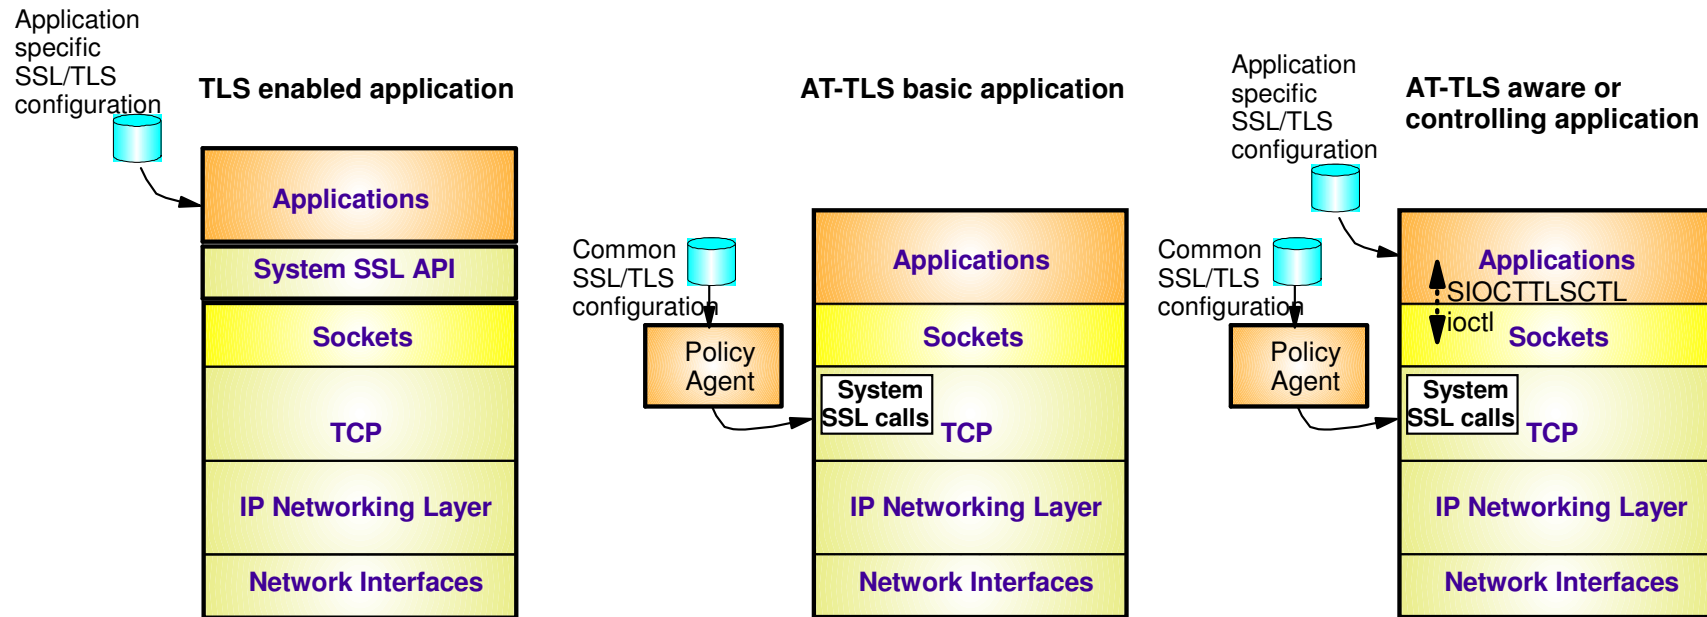 Application
specific
SSL/TLS
configuration
TLS enabled application
Applications
System SSL API
Sockets
TCP
IP Networking Layer
Network Interfaces
AT-TLS basic application
Common
SSL/TLS
configuration
Policy
Agent
Applications
Sockets
System
SSL calls
TCP
IP Networking Layer
Network Interfaces
Application
specific
SSL/TLS
configuration
AT-TLS aware or
controlling application
Common
SSL/TLS
configuration
Policy
Agent
Applications
SIOCTTLSCTL
ioctl
Sockets
System
SSL calls
TCP
IP Networking Layer
Network Interfaces